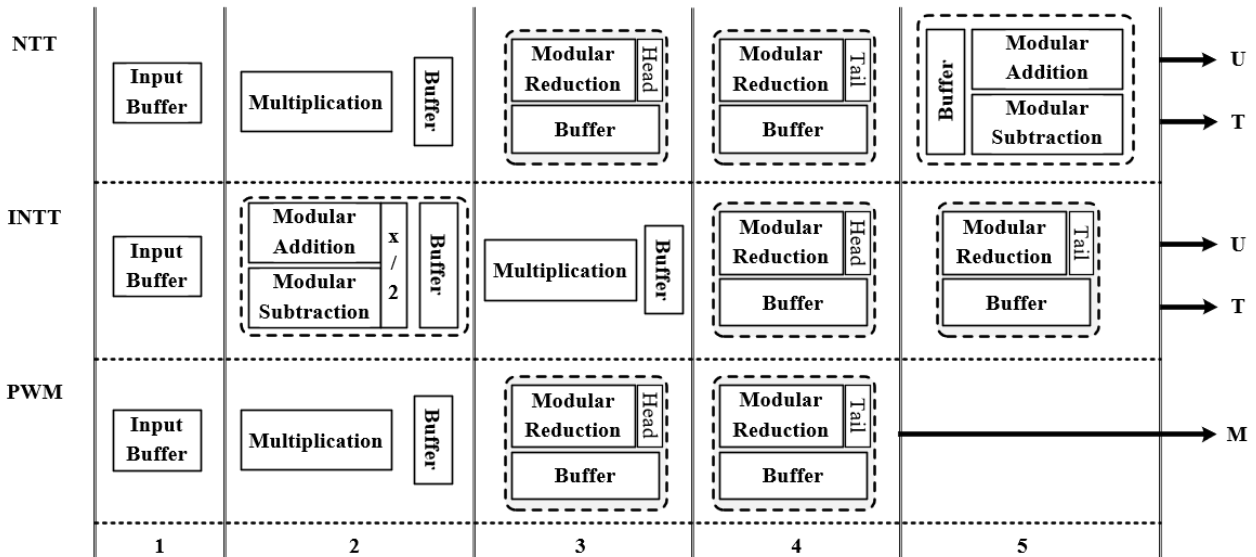 NTT
Input
Buffer
Multiplication
Buffer
Modular
Reduction
Head
Buffer
Modular
Reduction
Tail
Buffer
Buffer
Modular
Addition
Modular
Subtraction
U
T
INTT
Input
Buffer
Modular
Addition
Modular
Subtraction
x
/
2
Buffer
Multiplication
Buffer
Modular
Reduction
Head
Buffer
Modular
Reduction
Tail
Buffer
U
T
PWM
Input
Buffer
Multiplication
Buffer
Modular
Reduction
Head
Buffer
Modular
Reduction
Tail
Buffer
M
1
2
3
4
5